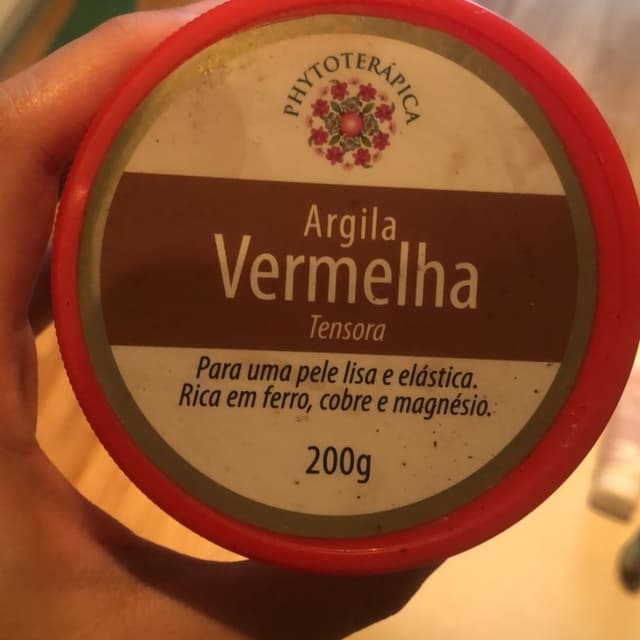 PHYTOTERÁPICA
Argila
Vermelha
Tensora
Para uma pele lisa e elástica.
Rica em ferro, cobre e magnésio.
200g